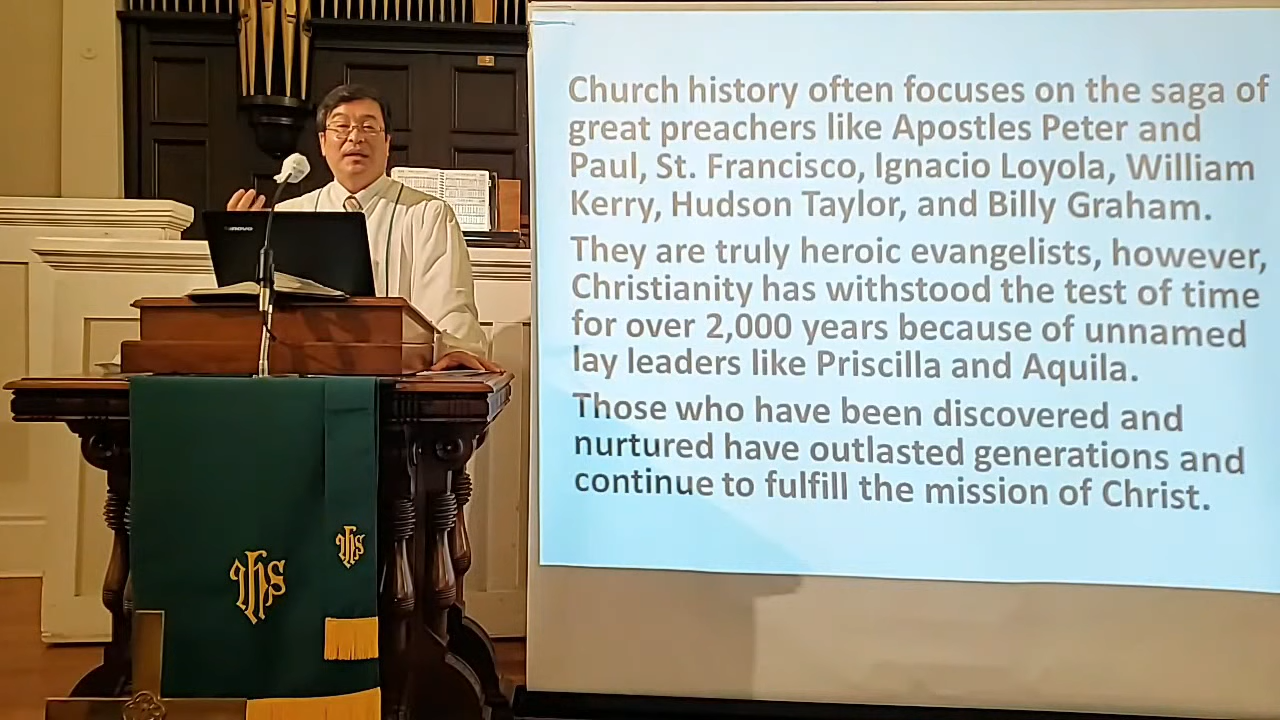 Church history often focuses on the saga of
great preachers like Apostles Peter and
Paul, St. Francisco, Ignacio Loyola, William
Kerry, Hudson Taylor, and Billy Graham.
They are truly heroic evangelists, however,
Christianity has withstood the test of time
for over 2,000 years because of unnamed
lay leaders like Priscilla and Aquila.
Those who have been discovered and
nurtured have outlasted generations and
continue to fulfill the mission of Christ.
lenovo
ihs
ihs